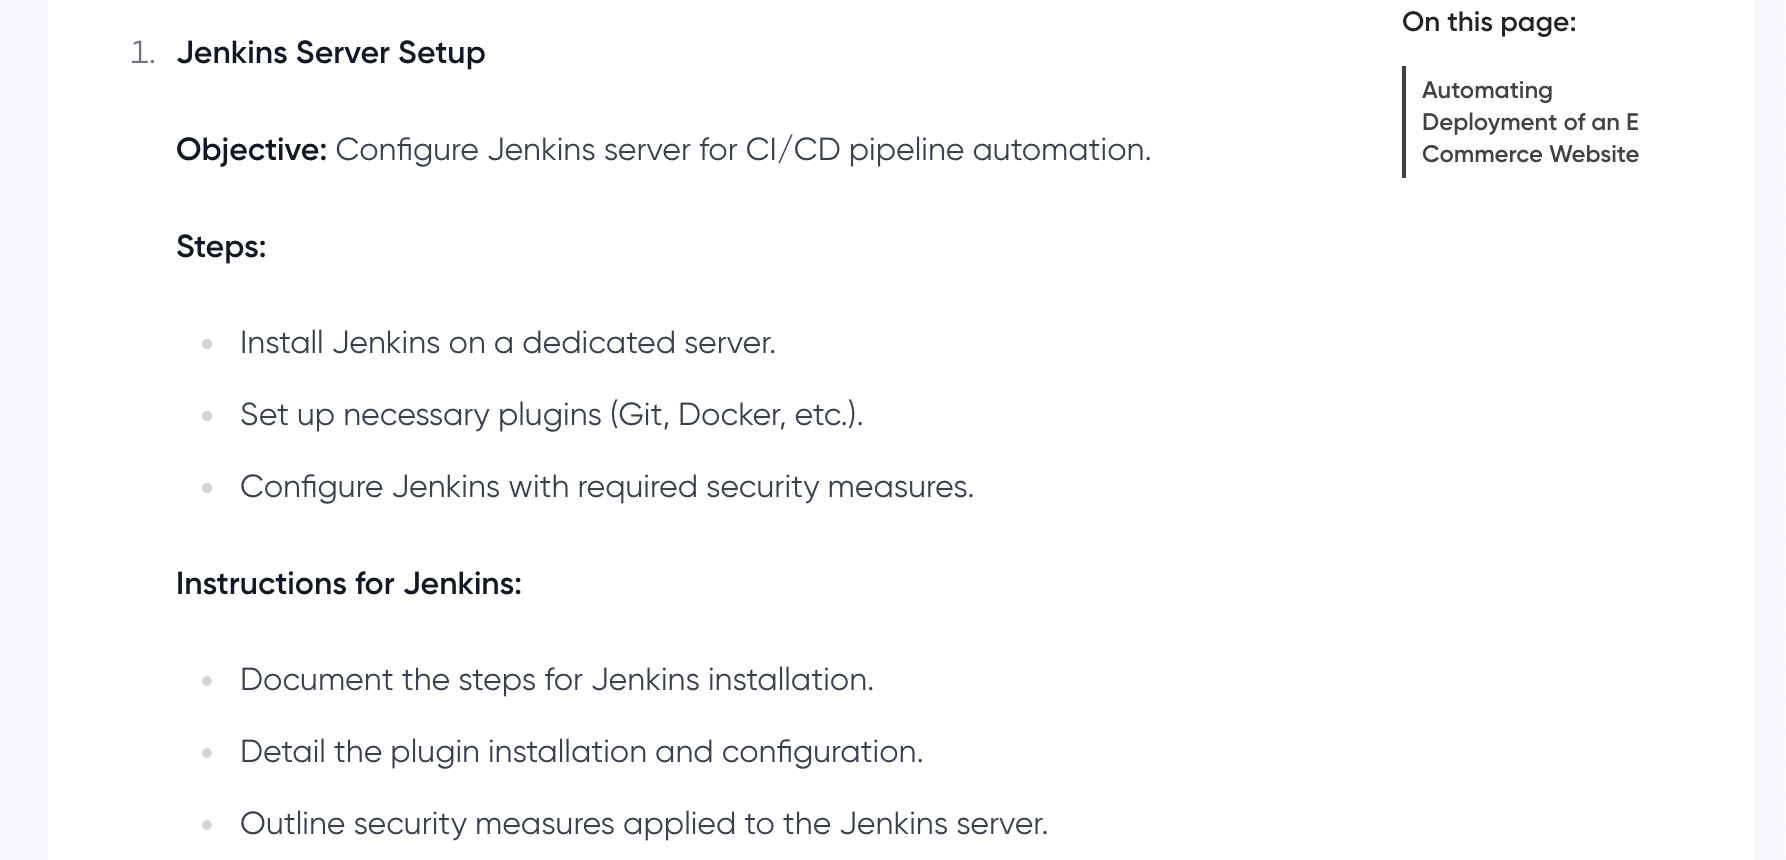 1. Jenkins Server Setup
Objective: Configure Jenkins server for CI/CD pipeline automation.
Steps:
Install Jenkins on a dedicated server.
Set up necessary plugins (Git, Docker, etc.).
Configure Jenkins with required security measures.
Instructions for Jenkins:
Document the steps for Jenkins installation.
Detail the plugin installation and configuration.
Outline security measures applied to the Jenkins server.
On this page:
Automating
Deployment of an E
Commerce Website